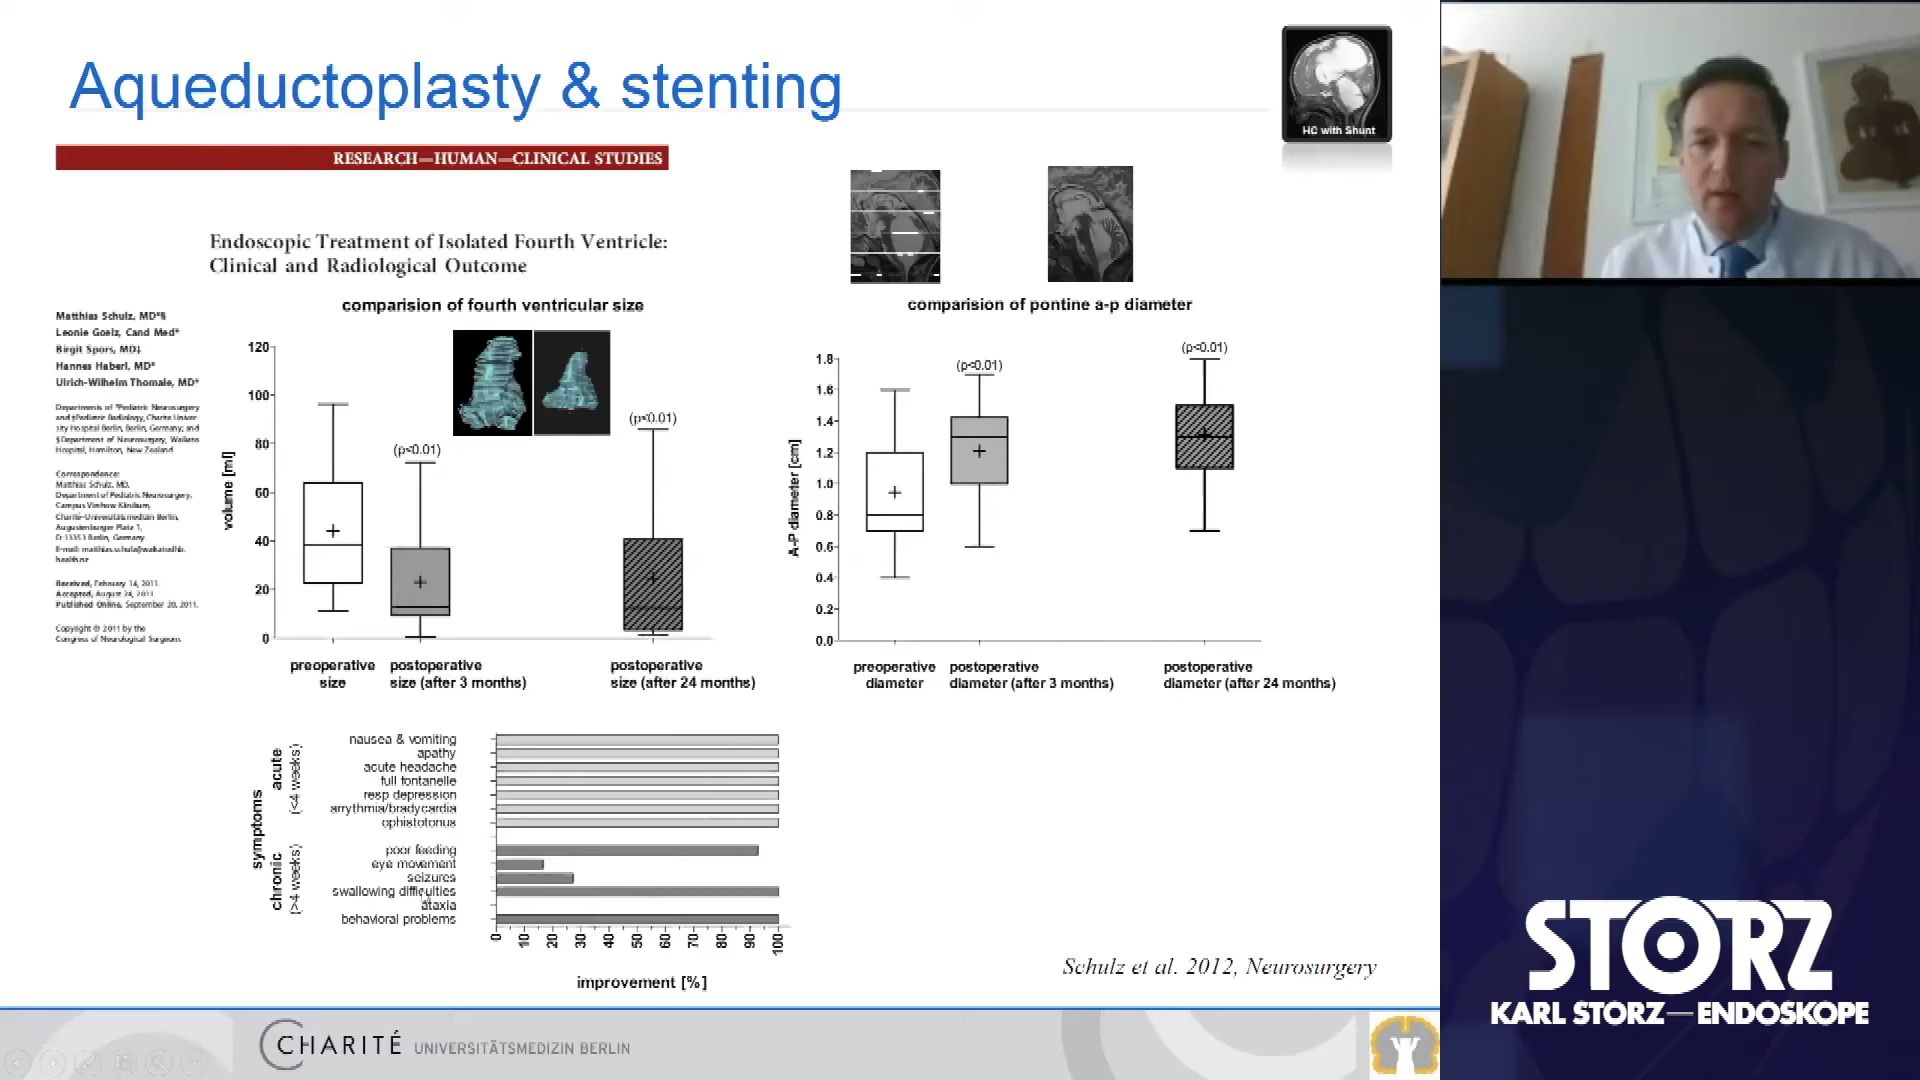 Aqueductoplasty & stenting
HC with Shunt
RESEARCH—HUMAN—CLINICAL STUDIES
Endoscopic Treatment of Isolated Fourth Ventricle:
Clinical and Radiological Outcome
Matthias Schulz, MD*§
Leonie Goelz, Cand Med*
Birgit Spors, MD‡
Hannes Haberl, MD*
Ulrich-Wilhelm Thomale, MD*
Departments of *Pediatric Neurosurgery
and ‡Pediatric Radiology, Charité Univer-
sity Hospital Berlin, Berlin, Germany; and
§Department of Neurosurgery, Waikato
Hospital, Hamilton, New Zealand
Correspondence:
Matthias Schulz, MD,
Department of Pediatric Neurosurgery,
Campus Virchow Klinikum,
Charité-Universitätsmedizin Berlin,
Augustenburger Platz 1,
D-13353 Berlin, Germany.
E-mail: matthias.schulz@waikatodhb.
health.nz
Received, February 14, 2011.
Accepted, August 24, 2011.
Published Online, September 20, 2011.
Copyright © 2011 by the
Congress of Neurological Surgeons
comparision of fourth ventricular size
volume [ml]
120
100
80
60
40
20
0
(p<0.01)
(p<0.01)
preoperative
size
postoperative
size (after 3 months)
postoperative
size (after 24 months)
comparision of pontine a-p diameter
A-P diameter [cm]
1.8
1.6
1.4
1.2
1.0
0.8
0.6
0.4
0.2
0.0
(p<0.01)
(p<0.01)
preoperative
diameter
postoperative
diameter (after 3 months)
postoperative
diameter (after 24 months)
symptoms
acute
(<4 weeks)
chronic
(>4 weeks)
nausea & vomiting
apathy
acute headache
full fontanelle
resp depression
arrythmia/bradycardia
ophistotonus
poor feeding
eye movement
seizures
swallowing difficulties
ataxia
behavioral problems
0 10 20 30 40 50 60 70 80 90 100
improvement [%]
Schulz et al. 2012, Neurosurgery
CHARITÉ UNIVERSITÄTSMEDIZIN BERLIN
STORZ
KARL STORZ—ENDOSKOPE